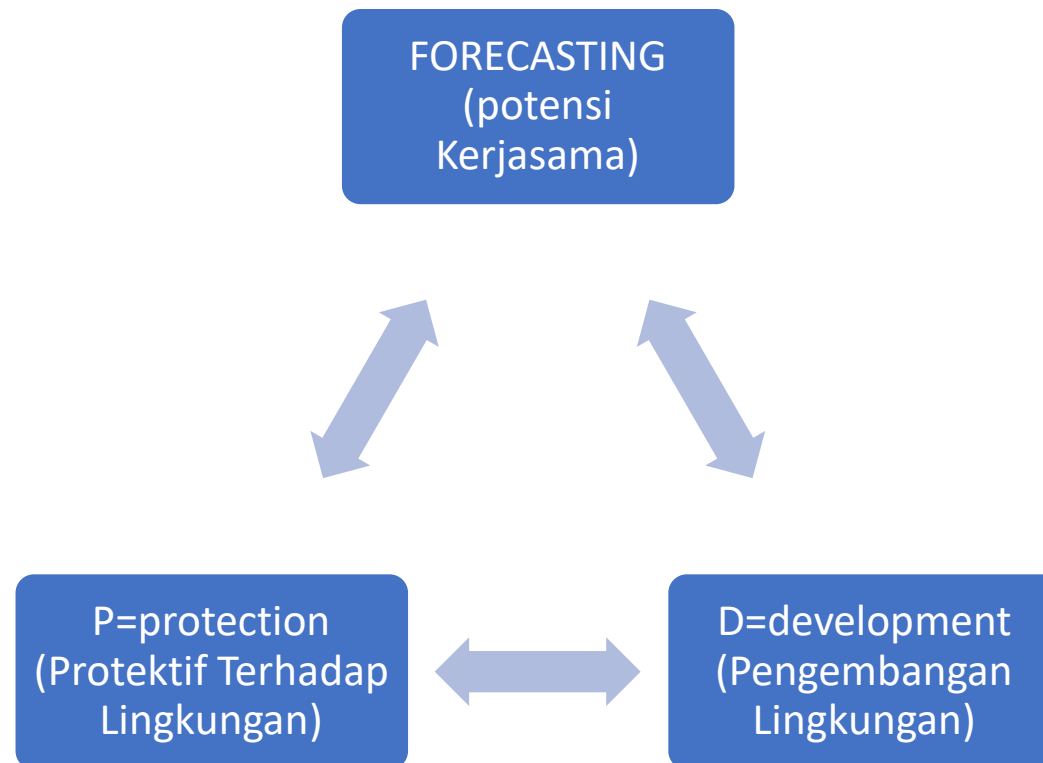 FORECASTING
(potensi
Kerjasama)
P=protection
(Protektif Terhadap
Lingkungan)
D=development
(Pengembangan
Lingkungan)